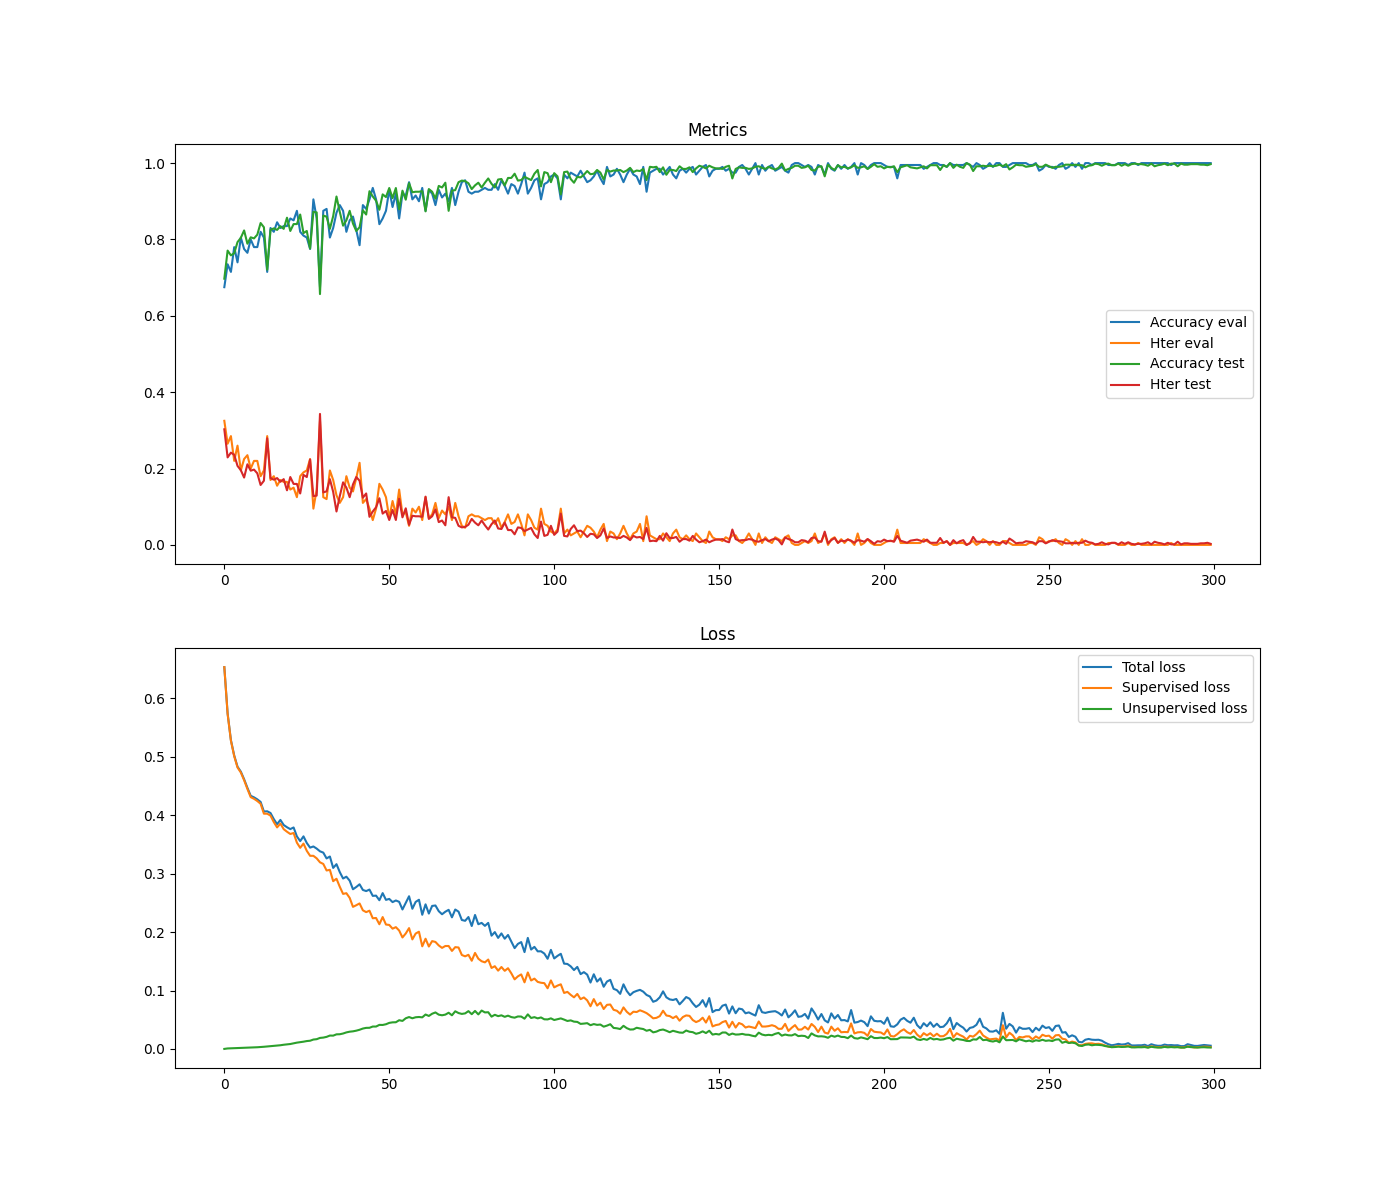 Metrics
1.0
0.8
0.6
0.4
0.2
0.0
Accuracy eval
Hter eval
Accuracy test
Hter test
0 50 100 150 200 250 300
Loss
0.6
0.5
0.4
0.3
0.2
0.1
0.0
Total loss
Supervised loss
Unsupervised loss
0 50 100 150 200 250 300